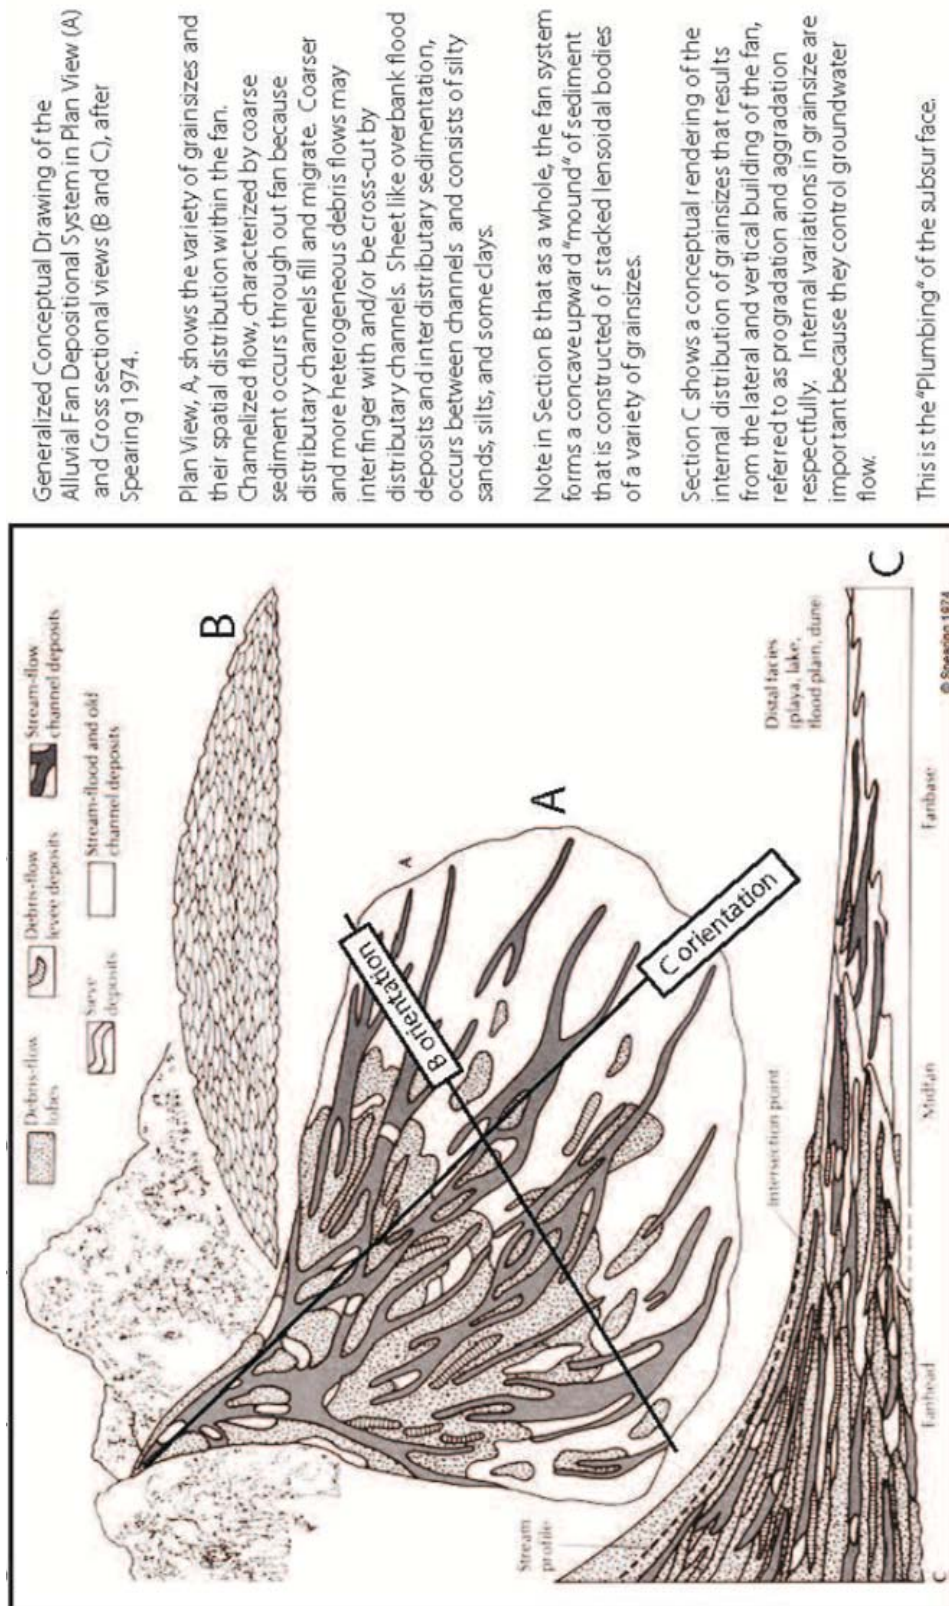 Generalized Conceptual Drawing of the
Alluvial Fan Depositional System in Plan View (A)
and Cross sectional views (B and C), after
Spearing 1974.
Plan View, A, shows the variety of grainsizes and
their spatial distribution within the fan.
Channelized flow, characterized by coarse
sediment occurs through out fan because
distributary channels fill and migrate. Coarser
and more heterogeneous debris flows may
interfinger with and/or be cross-cut by
distributary channels. Sheet like overbank flood
deposits and interdistributary sedimentation,
occurs between channels and consists of silty
sands, silts, and some clays.
Note in Section B that as a whole, the fan system
forms a concave upward "mound" of sediment
that is constructed of stacked lensoidal bodies
of a variety of grainsizes.
Section C shows a conceptual rendering of the
internal distribution of grainsizes that results
from the lateral and vertical building of the fan,
referred to as progradation and aggradation
respectfully. Internal variations in grainsize are
important because they control groundwater
flow.
This is the "Plumbing" of the subsurface.
Debris-flow
lobes
Debris-flow
levee deposits
Stream-flow
channel deposits
Sieve
deposits
Stream-flood and old
channel deposits
B
A
A
B orientation
C orientation
Stream
profile
Intersection point
Distal facies
(playa, lake,
flood plain, dune)
Fanhead
Midfan
Fanbase
C
C
© Spearing 1974